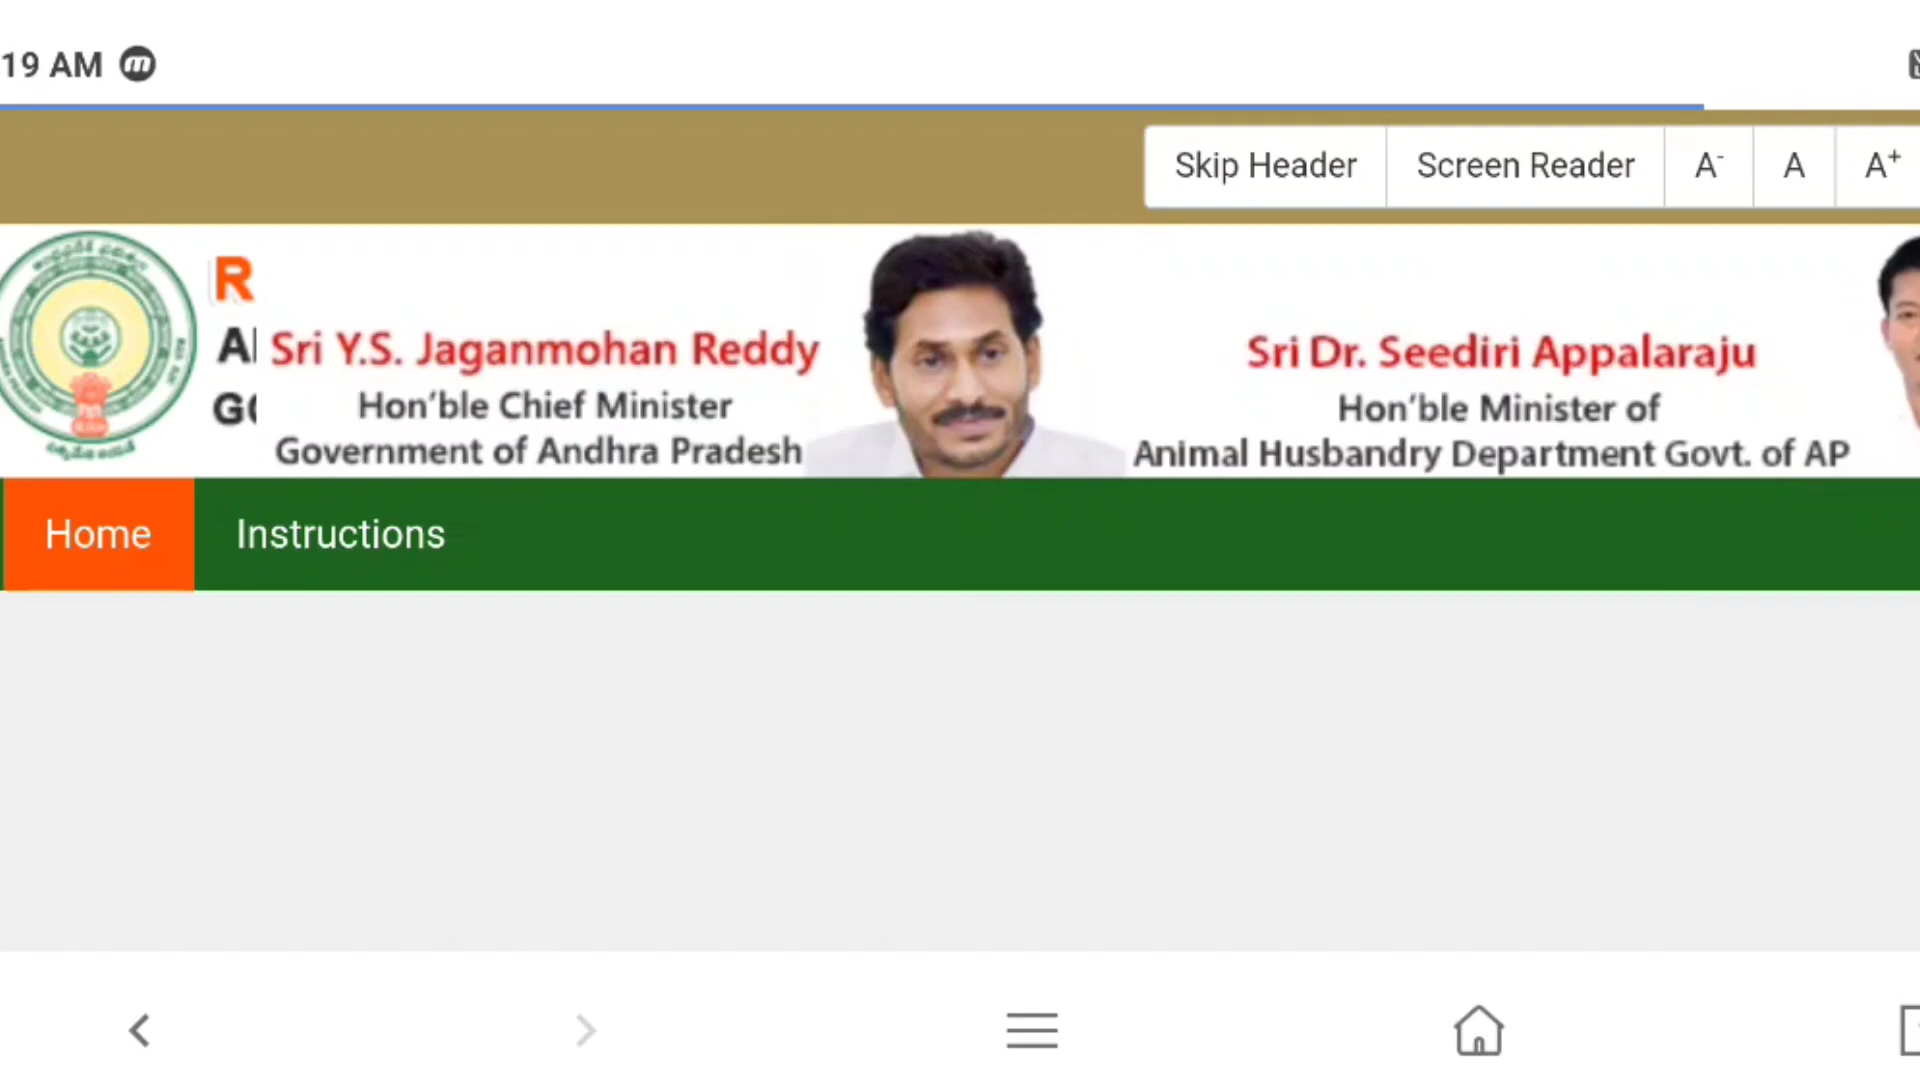 19 AM
Skip Header Screen Reader A- A A+
R
Sri Y.S. Jaganmohan Reddy
Hon'ble Chief Minister
Government of Andhra Pradesh
Sri Dr. Seediri Appalaraju
Hon'ble Minister of
Animal Husbandry Department Govt. of AP
Home Instructions